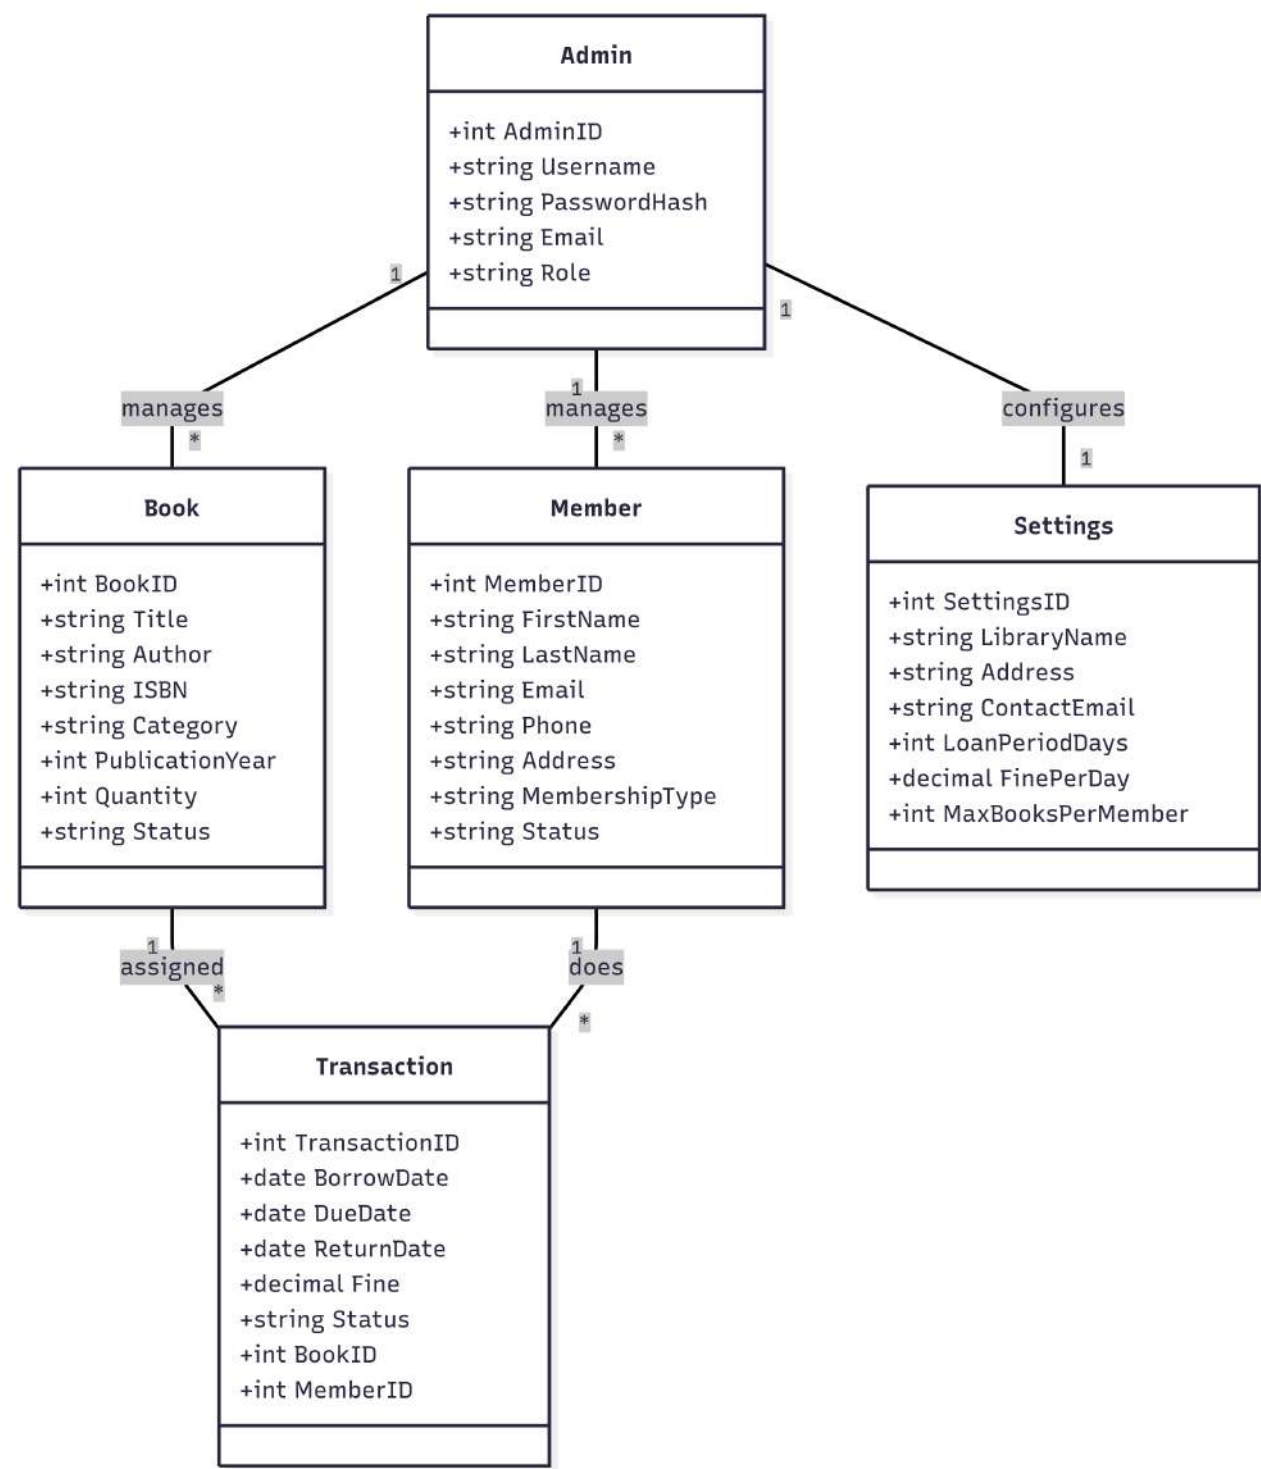 Admin
+int AdminID
+string Username
+string PasswordHash
+string Email
+string Role
1
1
manages
*
1
manages
*
configures
1
Book
+int BookID
+string Title
+string Author
+string ISBN
+string Category
+int PublicationYear
+int Quantity
+string Status
Member
+int MemberID
+string FirstName
+string LastName
+string Email
+string Phone
+string Address
+string MembershipType
+string Status
Settings
+int SettingsID
+string LibraryName
+string Address
+string ContactEmail
+int LoanPeriodDays
+decimal FinePerDay
+int MaxBooksPerMember
1
assigned
*
1
does
*
Transaction
+int TransactionID
+date BorrowDate
+date DueDate
+date ReturnDate
+decimal Fine
+string Status
+int BookID
+int MemberID